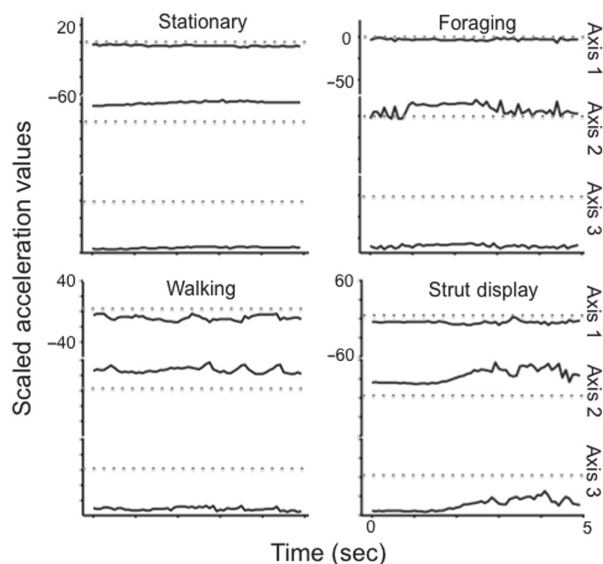 Stationary
Foraging
20
−60
0
−50
Axis 1
Axis 2
Axis 3
Scaled acceleration values
Walking
Strut display
40
−40
60
−60
Axis 1
Axis 2
Axis 3
0
5
Time (sec)